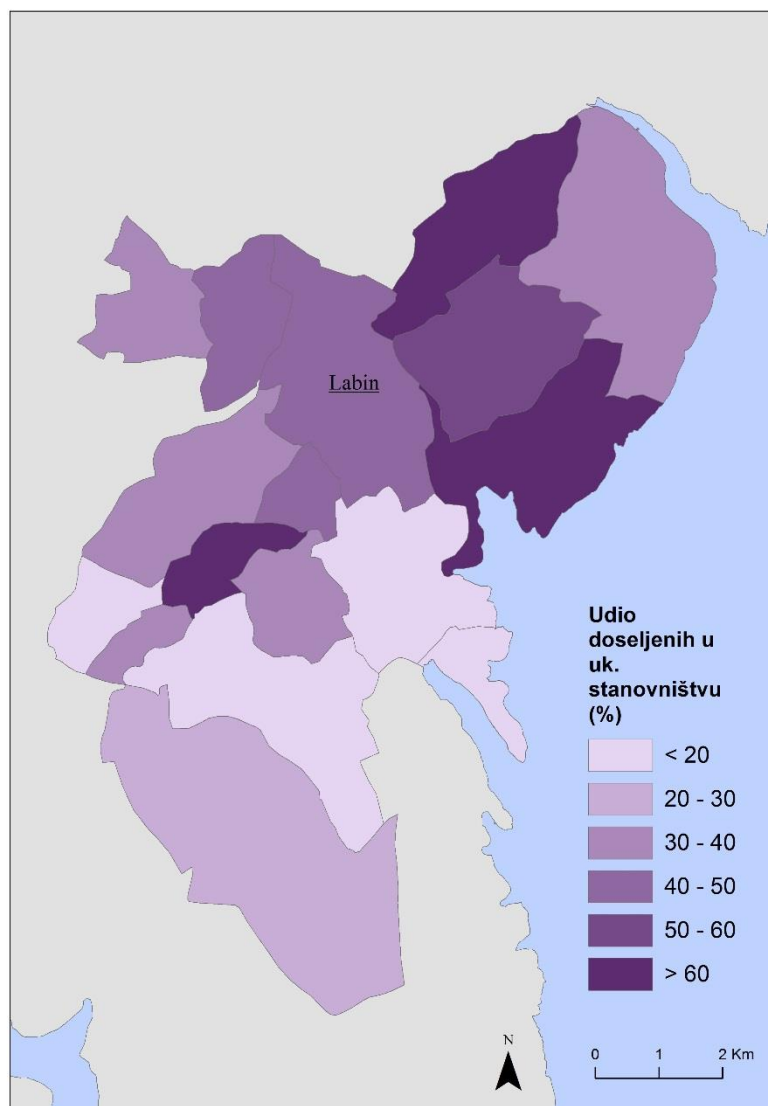 Labin
Udio
doseljenih u
uk.
stanovništvu
(%)
< 20
20 - 30
30 - 40
40 - 50
50 - 60
> 60
N
0 1 2 Km